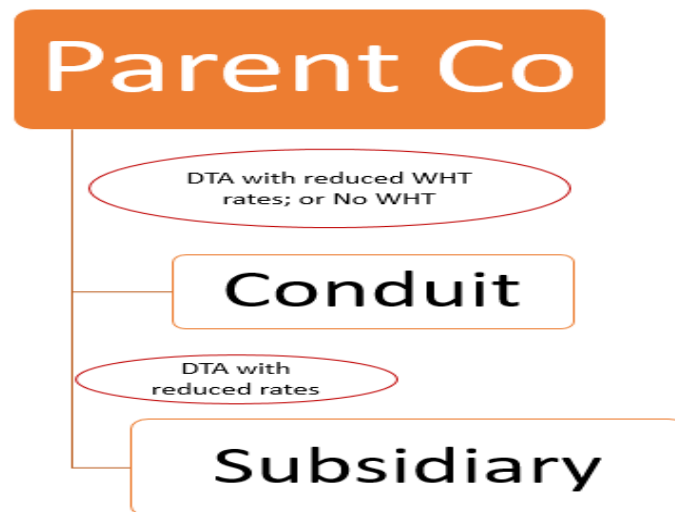 Parent Co
DTA with reduced WHT
rates; or No WHT
Conduit
DTA with
reduced rates
Subsidiary